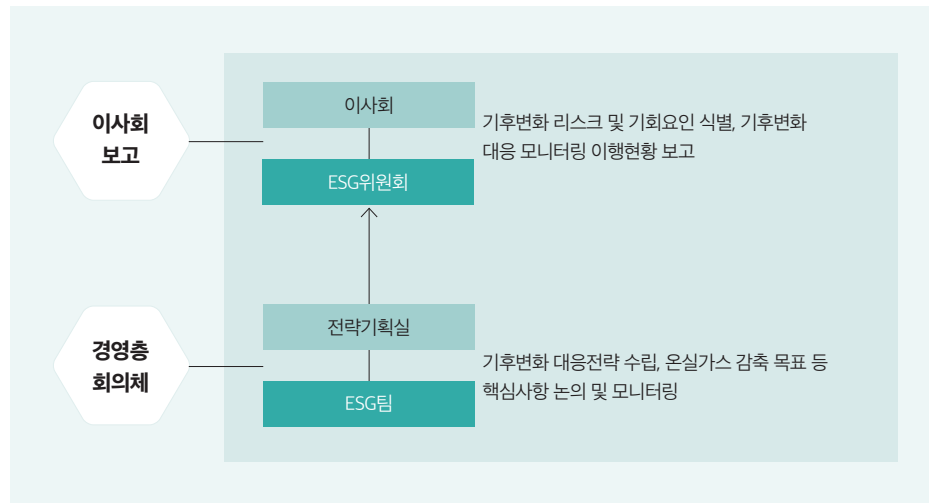 이사회
보고
이사회
ESG위원회
기후변화 리스크 및 기회요인 식별, 기후변화
대응 모니터링 이행현황 보고
경영층
회의체
전략기획실
ESG팀
기후변화 대응전략 수립, 온실가스 감축 목표 등
핵심사항 논의 및 모니터링